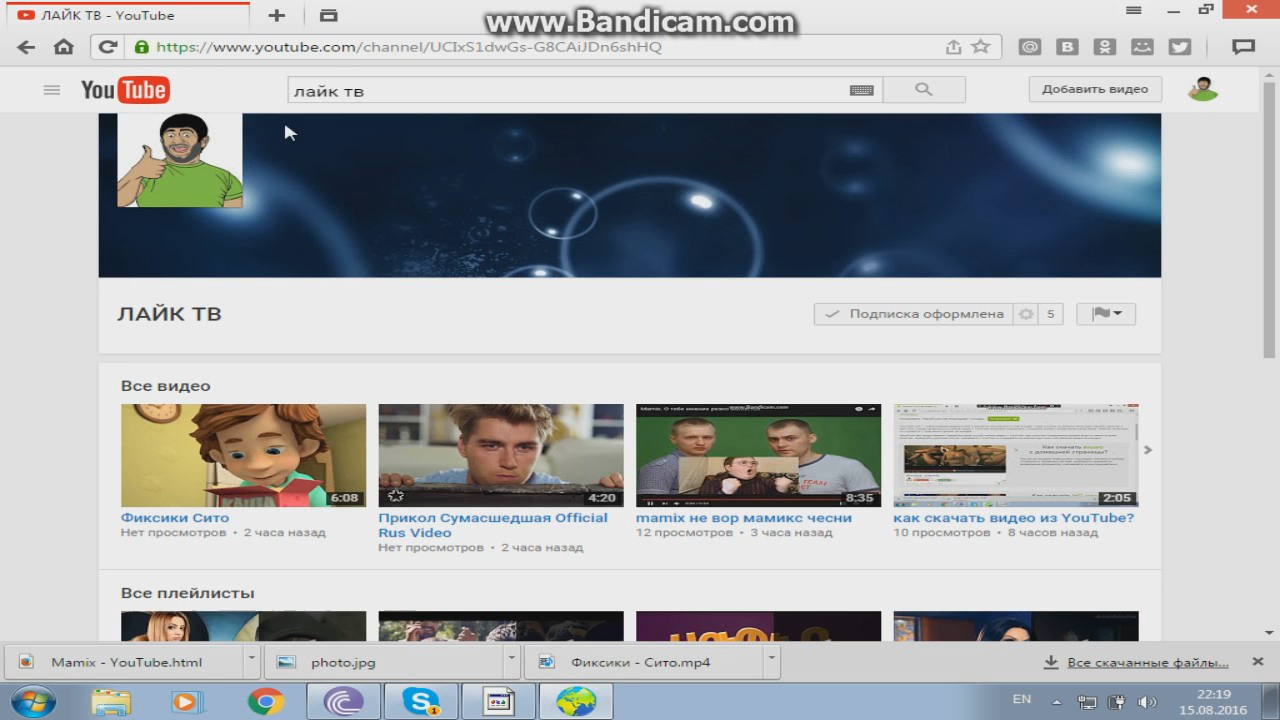 www.Bandicam.com
ЛАЙК ТВ - YouTube
https://www.youtube.com/channel/UCIxS1dwGs-G8CAiJDn6shHQ
YouTube
лайк тв
Добавить видео
ЛАЙК ТВ
Подписка оформлена 5
Все видео
6:08
4:20
8:35
2:05
Фиксики Сито
Нет просмотров • 2 часа назад
Прикол Сумасшедшая Official
Rus Video
Нет просмотров • 2 часа назад
mamix не вор мамикс чесни
12 просмотров • 3 часа назад
как скачать видео из YouTube?
10 просмотров • 8 часов назад
Все плейлисты
Mamix - YouTube.html
photo.jpg
Фиксики - Сито.mp4
Все скачанные файлы...
EN
22:19
15.08.2016